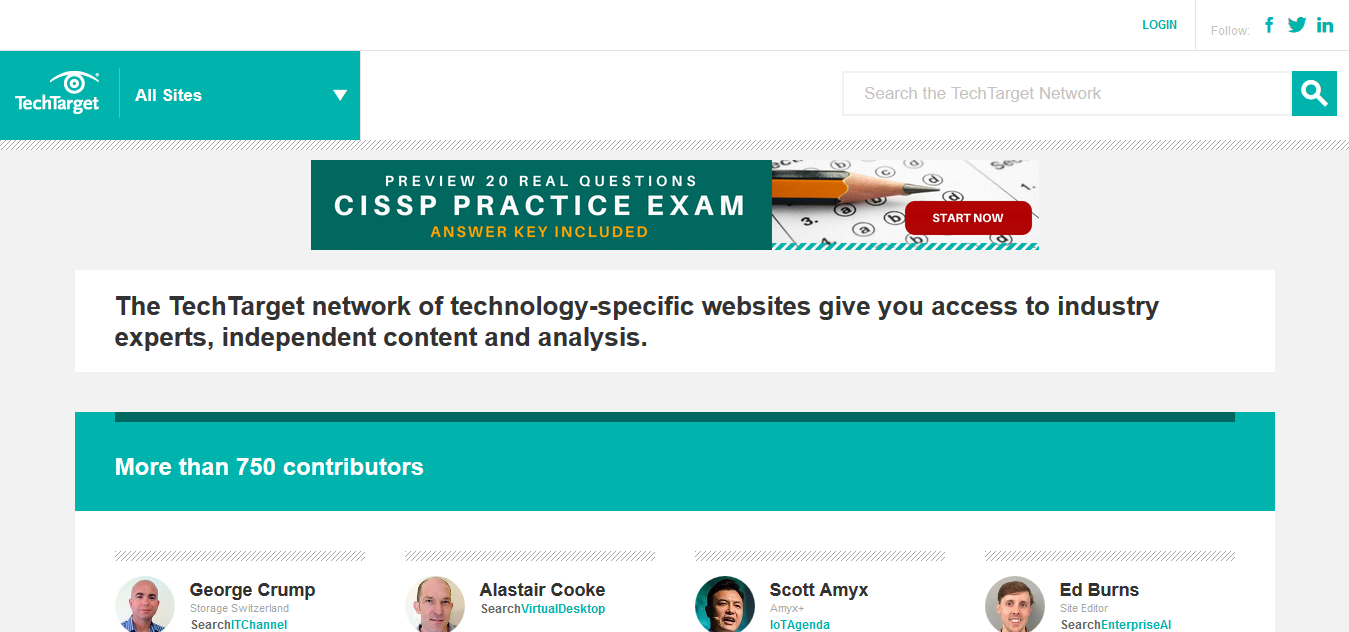 LOGIN
Follow:
TechTarget
All Sites
Search the TechTarget Network
PREVIEW 20 REAL QUESTIONS
CISSP PRACTICE EXAM
ANSWER KEY INCLUDED
START NOW
The TechTarget network of technology-specific websites give you access to industry
experts, independent content and analysis.
More than 750 contributors
George Crump
Storage Switzerland
SearchITChannel
Alastair Cooke
SearchVirtualDesktop
Scott Amyx
Amyx+
IoTAgenda
Ed Burns
Site Editor
SearchEnterpriseAI